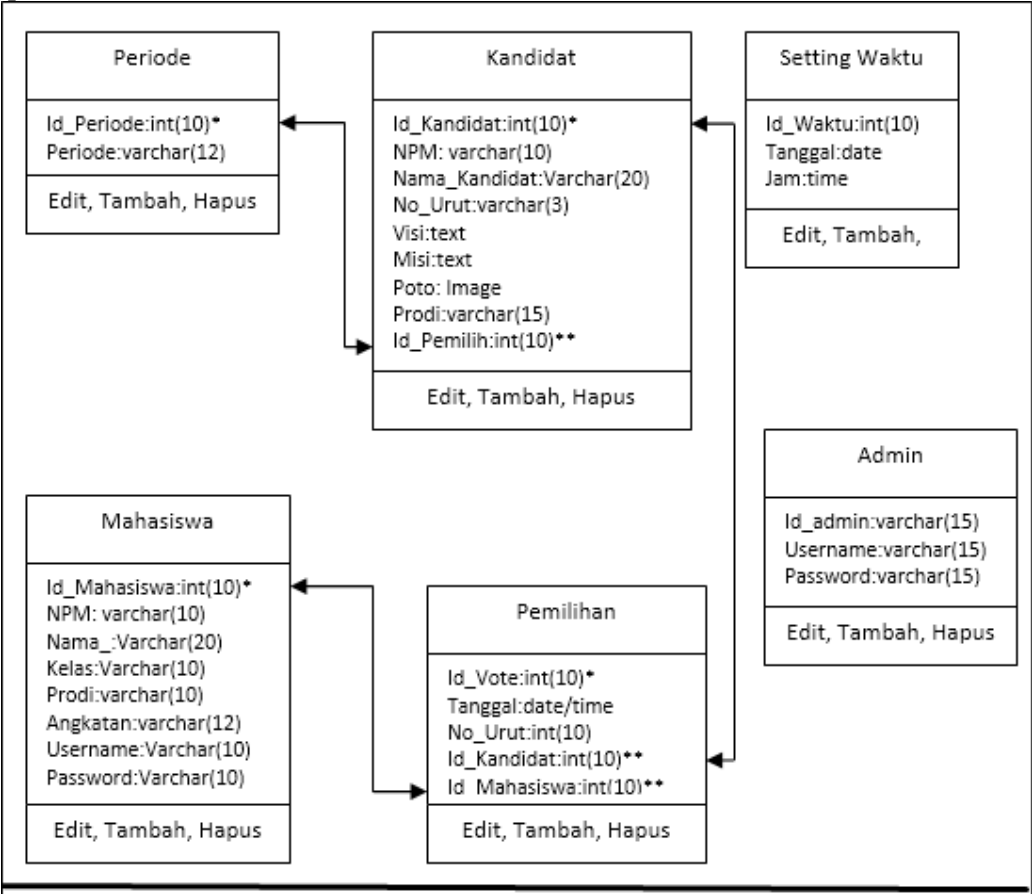 Periode
Id_Periode:int(10)*
Periode:varchar(12)
Edit, Tambah, Hapus
Kandidat
Id_Kandidat:int(10)*
NPM: varchar(10)
Nama_Kandidat:Varchar(20)
No_Urut:varchar(3)
Visi:text
Misi:text
Poto: Image
Prodi:varchar(15)
Id_Pemilih:int(10)**
Edit, Tambah, Hapus
Setting Waktu
Id_Waktu:int(10)
Tanggal:date
Jam:time
Edit, Tambah,
Admin
Id_admin:varchar(15)
Username:varchar(15)
Password:varchar(15)
Edit, Tambah, Hapus
Mahasiswa
Id_Mahasiswa:int(10)*
NPM: varchar(10)
Nama_:Varchar(20)
Kelas:Varchar(10)
Prodi:varchar(10)
Angkatan:varchar(12)
Username:Varchar(10)
Password:Varchar(10)
Edit, Tambah, Hapus
Pemilihan
Id_Vote:int(10)*
Tanggal:date/time
No_Urut:int(10)
Id_Kandidat:int(10)**
Id_Mahasiswa:int(10)**
Edit, Tambah, Hapus